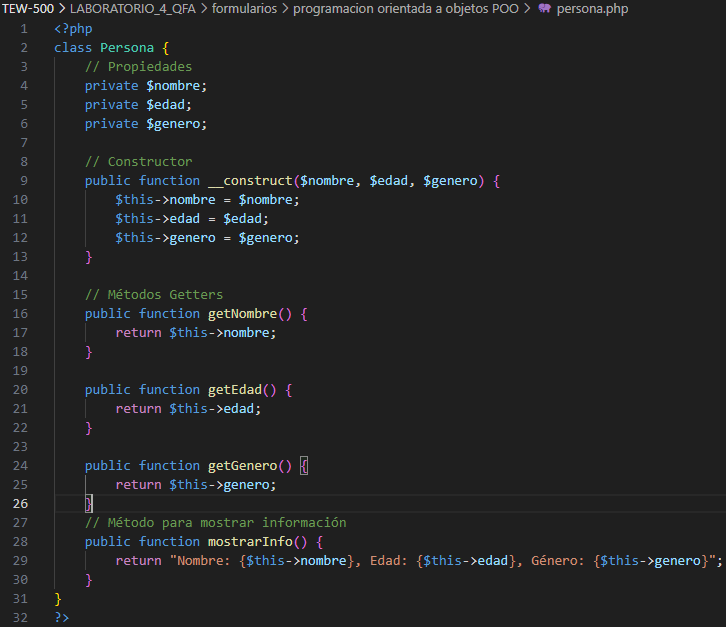 TEW-500 > LABORATORIO_4_QFA > formularios > programacion orientada a objetos POO > persona.php
1 <?php
2 class Persona {
3 // Propiedades
4 private $nombre;
5 private $edad;
6 private $genero;
7
8 // Constructor
9 public function __construct($nombre, $edad, $genero) {
10 $this->nombre = $nombre;
11 $this->edad = $edad;
12 $this->genero = $genero;
13 }
14
15 // Métodos Getters
16 public function getNombre() {
17 return $this->nombre;
18 }
19
20 public function getEdad() {
21 return $this->edad;
22 }
23
24 public function getGenero() {
25 return $this->genero;
26 }
27 // Método para mostrar información
28 public function mostrarInfo() {
29 return "Nombre: {$this->nombre}, Edad: {$this->edad}, Género: {$this->genero}";
30 }
31 }
32 ?>